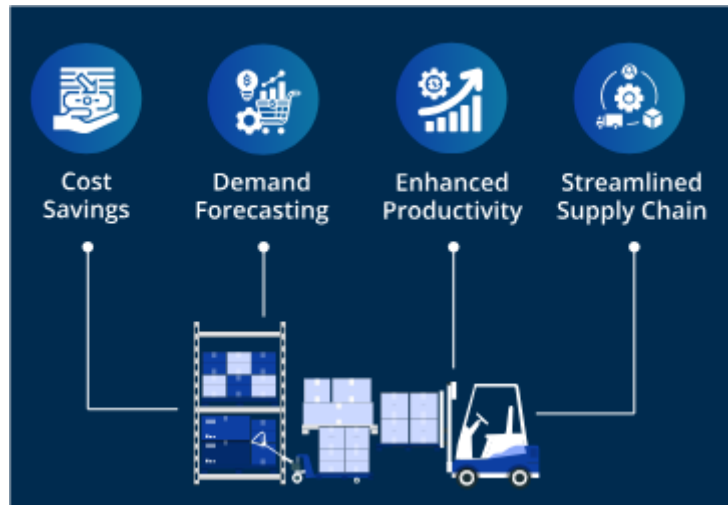 Cost
Savings
Demand
Forecasting
Enhanced
Productivity
Streamlined
Supply Chain